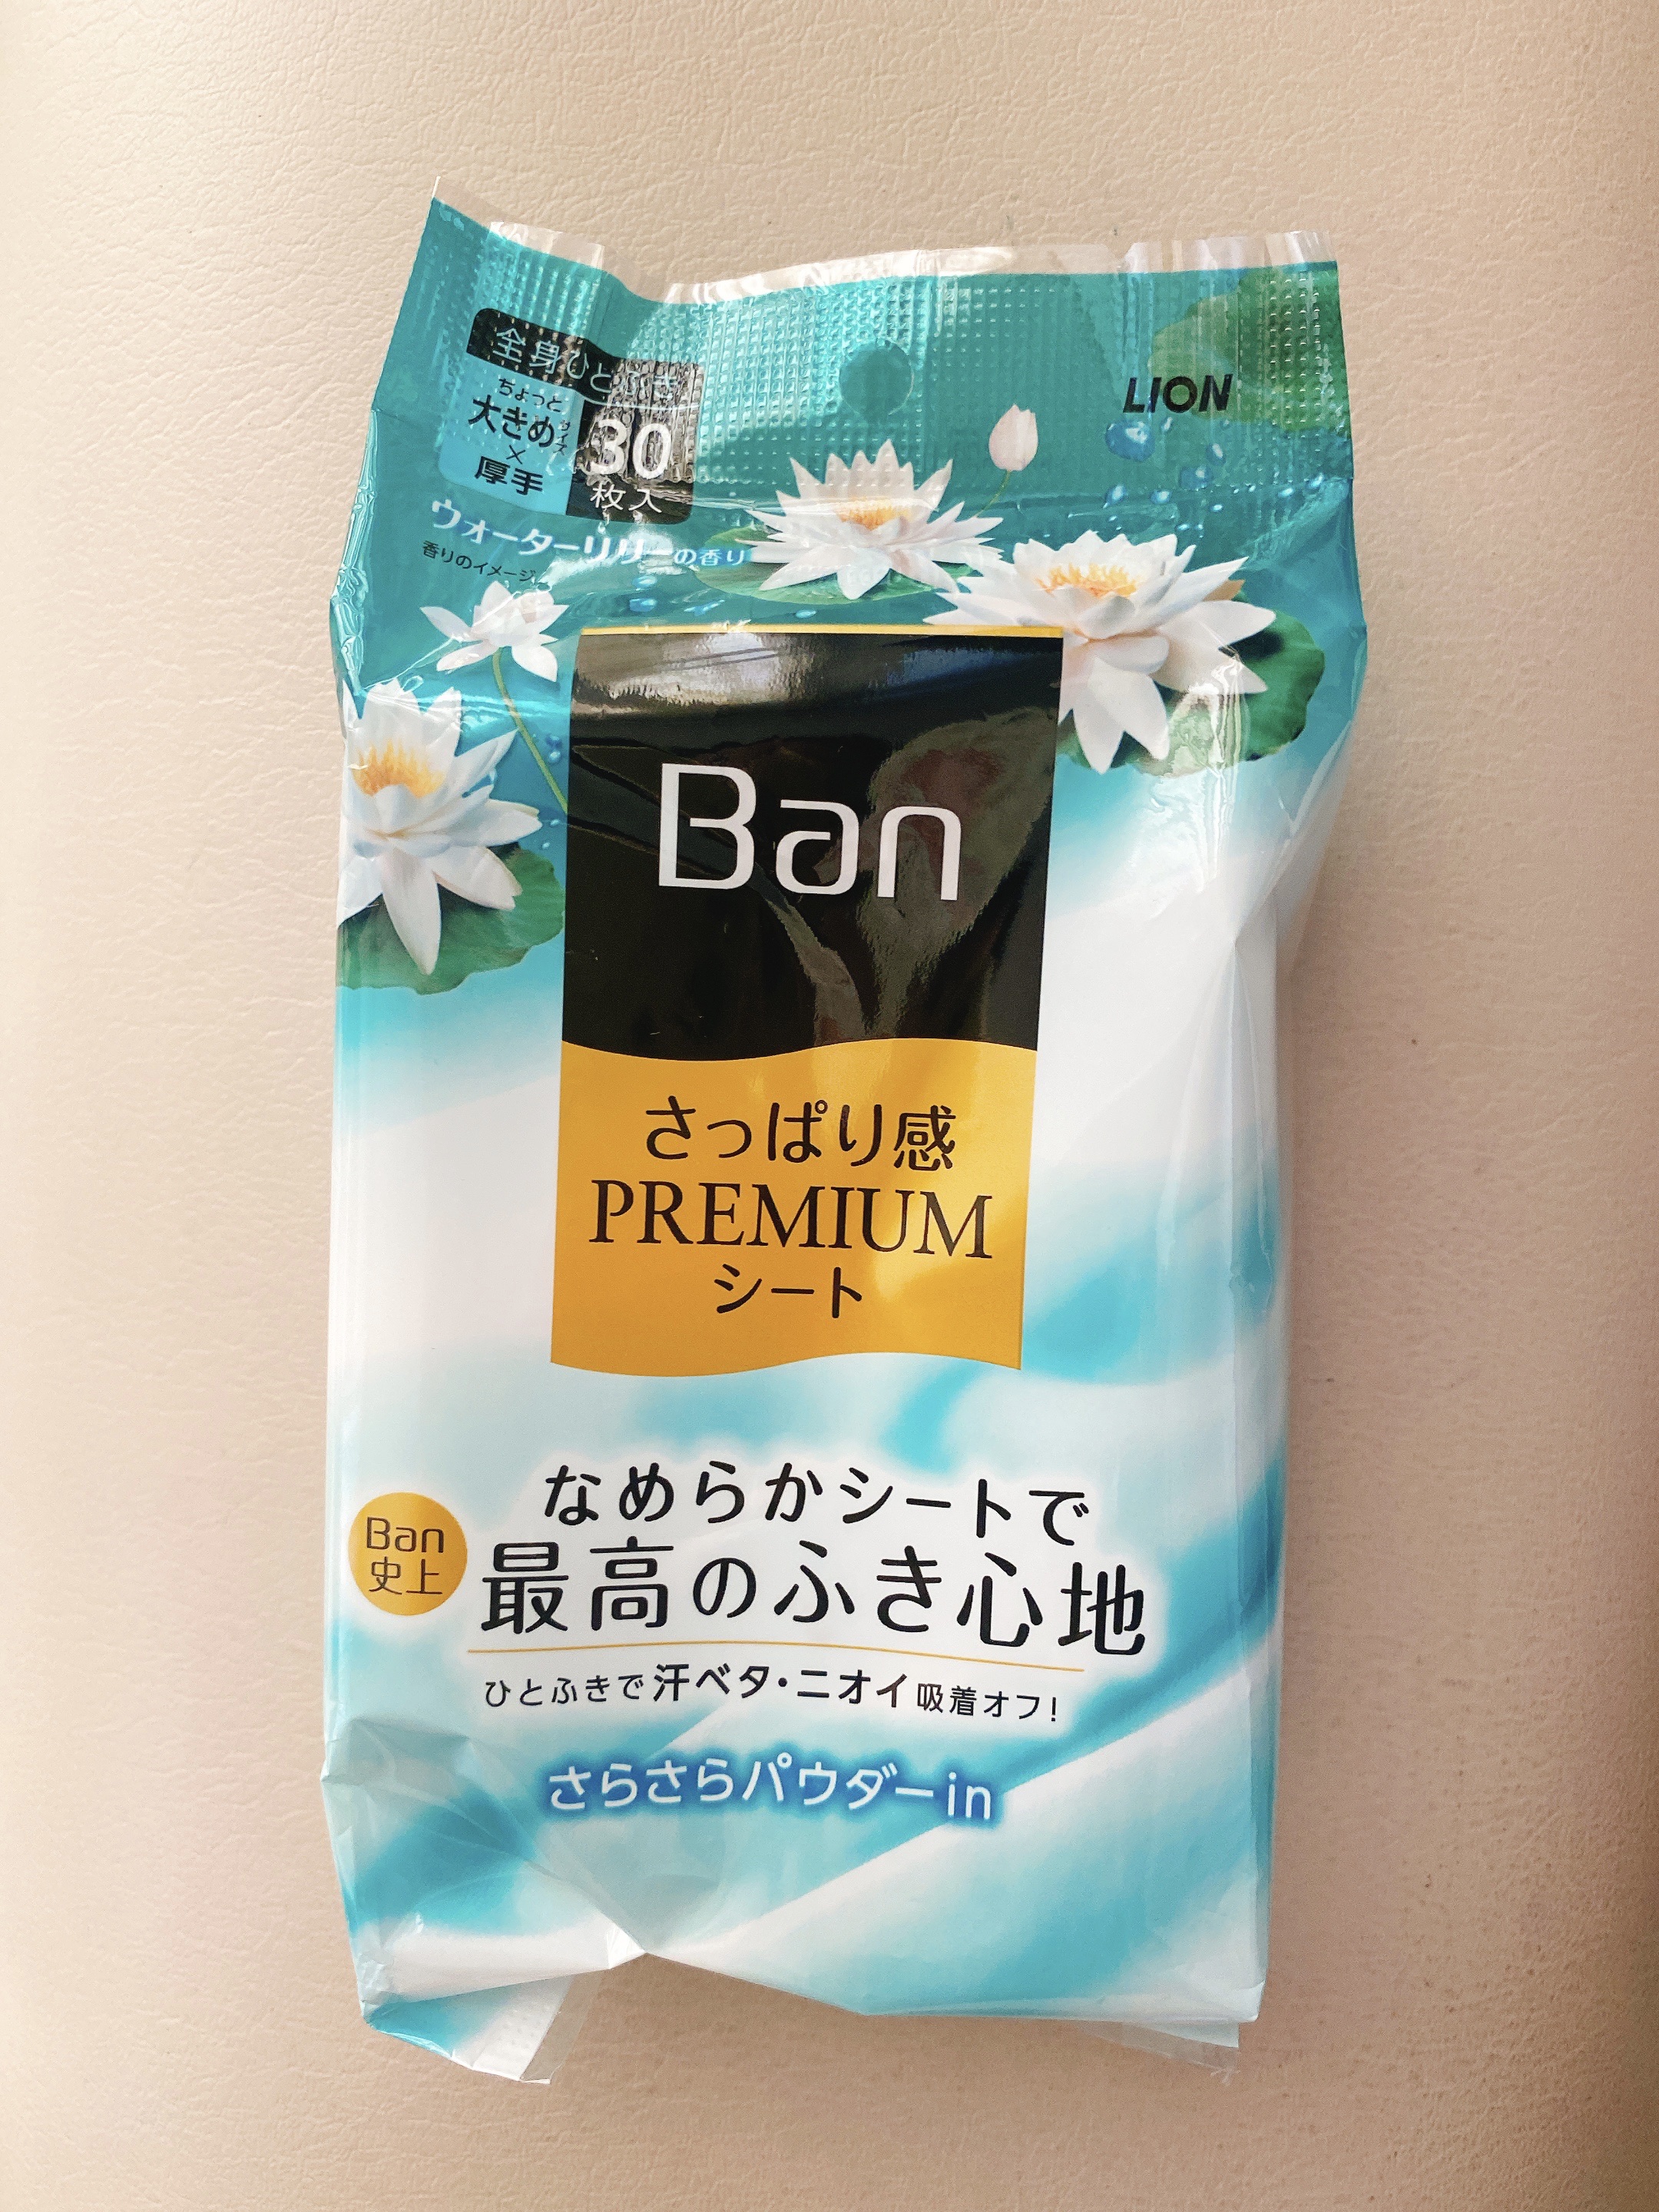 全身ひとふき
LION
ちょっと
大きめサイズ
×
厚手
30
枚入
ウォーターリリーの香り
香りのイメージ
Ban
さっぱり感
PREMIUM
シート
Ban
史上
なめらかシートで
最高のふき心地
ひとふきで汗ベタ・ニオイ吸着オフ!
さらさらパウダーin